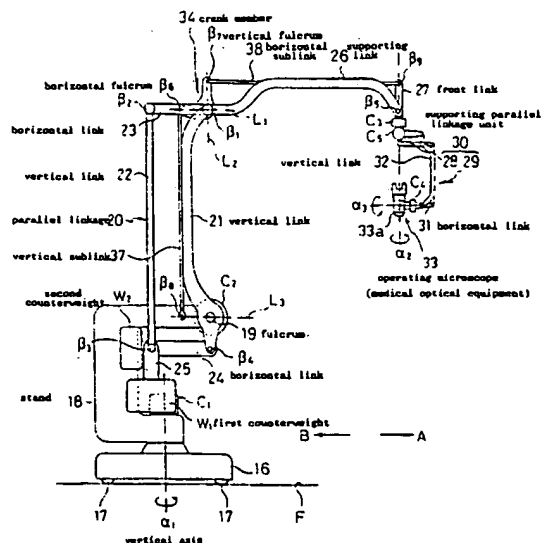 34 crank member
β7 vertical fulcrum
38 horizontal sublink
supporting link
26
β9
horizontal fulcrum
β6
β2
27 front link
β5
23
β1
L1
C3
C5
supporting parallel linkage unit
horizontal link
L2
30
28 29
vertical link
32
vertical link
22
C4
parallel linkage 20
21 vertical link
α3
31 horizontal link
33a
33
vertical sublink 37
α2
operating microscope
(medical optical equipment)
second counterweight
W2
β8
C2
L3
19 fulcrum
β3
β4
25
24 horizontal link
stand 18
C1
W1 first counterweight
B
A
16
17
17
F
α1
vertical axis